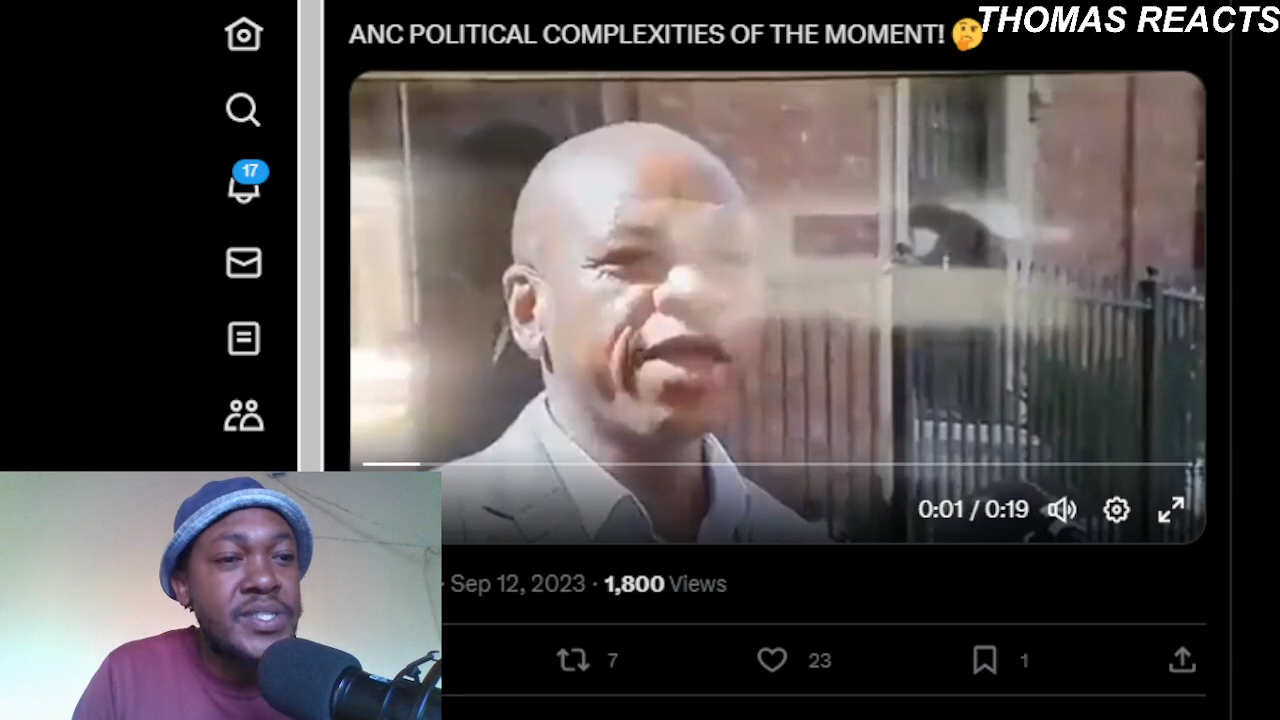 THOMAS REACTS
ANC POLITICAL COMPLEXITIES OF THE MOMENT! 🤔
17
0:01 / 0:19
· Sep 12, 2023 · 1,800 Views
7
23
1